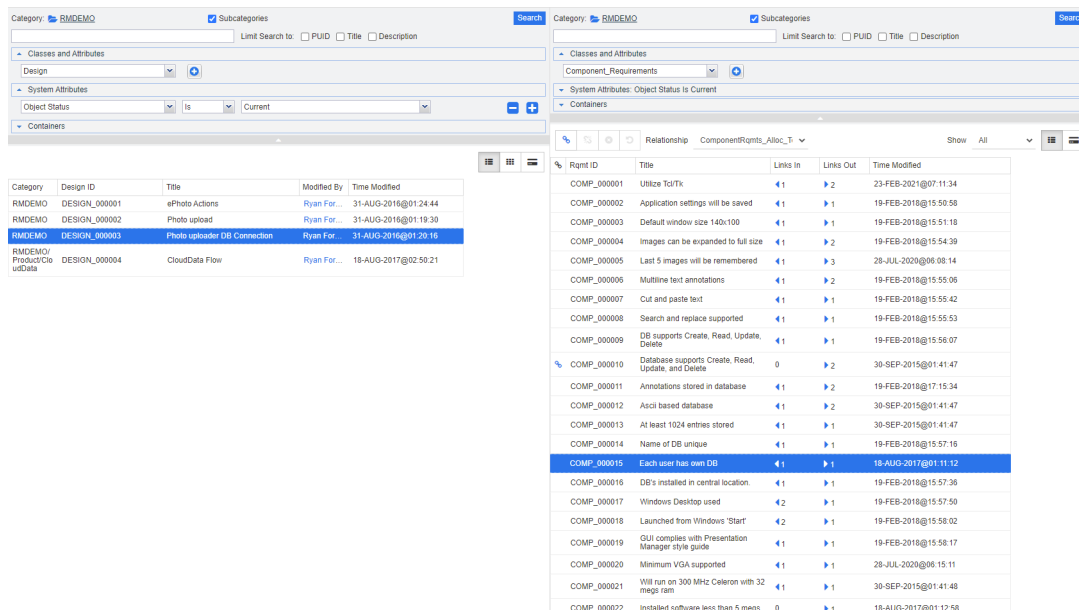 Category: RMDEMO Subcategories Search
Limit Search to: PUID Title Description
Classes and Attributes
Design
System Attributes
Object Status Is Current
Containers
Category Design ID Title Modified By Time Modified
RMDEMO DESIGN_000001 ePhoto Actions Ryan For... 31-AUG-2016@01:24:44
RMDEMO DESIGN_000002 Photo upload Ryan For... 31-AUG-2016@01:19:30
RMDEMO DESIGN_000003 Photo uploader DB Connection Ryan For... 31-AUG-2016@01:20:16
RMDEMO/
Product/Clo
udData
DESIGN_000004 CloudData Flow Ryan For... 18-AUG-2017@02:50:21
Category: RMDEMO Subcategories Searc
Limit Search to: PUID Title Description
Classes and Attributes
Component_Requirements
System Attributes: Object Status Is Current
Containers
Relationship ComponentRqmts_Alloc_T Show All
Rqmt ID Title Links In Links Out Time Modified
COMP_000001 Utilize Tcl/Tk 1 2 23-FEB-2021@07:11:34
COMP_000002 Application settings will be saved 1 1 19-FEB-2018@15:50:58
COMP_000003 Default window size 140x100 1 1 19-FEB-2018@15:51:18
COMP_000004 Images can be expanded to full size 1 2 19-FEB-2018@15:54:39
COMP_000005 Last 5 images will be remembered 1 3 28-JUL-2020@06:08:14
COMP_000006 Multiline text annotations 1 2 19-FEB-2018@15:55:06
COMP_000007 Cut and paste text 1 1 19-FEB-2018@15:55:42
COMP_000008 Search and replace supported 1 1 19-FEB-2018@15:55:53
COMP_000009 DB supports Create, Read, Update,
Delete 1 1 19-FEB-2018@15:56:07
COMP_000010 Database supports Create, Read,
Update, and Delete 0 2 30-SEP-2015@01:41:47
COMP_000011 Annotations stored in database 1 2 19-FEB-2018@17:15:34
COMP_000012 Ascii based database 1 2 30-SEP-2015@01:41:47
COMP_000013 At least 1024 entries stored 1 1 30-SEP-2015@01:41:47
COMP_000014 Name of DB unique 1 1 19-FEB-2018@15:57:16
COMP_000015 Each user has own DB 1 1 18-AUG-2017@01:11:12
COMP_000016 DB's installed in central location. 1 1 19-FEB-2018@15:57:36
COMP_000017 Windows Desktop used 2 1 19-FEB-2018@15:57:50
COMP_000018 Launched from Windows 'Start' 2 1 19-FEB-2018@15:58:02
COMP_000019 GUI complies with Presentation
Manager style guide 1 1 19-FEB-2018@15:58:17
COMP_000020 Minimum VGA supported 1 1 28-JUL-2020@06:15:11
COMP_000021 Will run on 300 MHz Celeron with 32
megs ram 1 1 30-SEP-2015@01:41:48
COMP_000022 Installed software less than 5 megs 0 1 18-AUG-2017@01:12:58